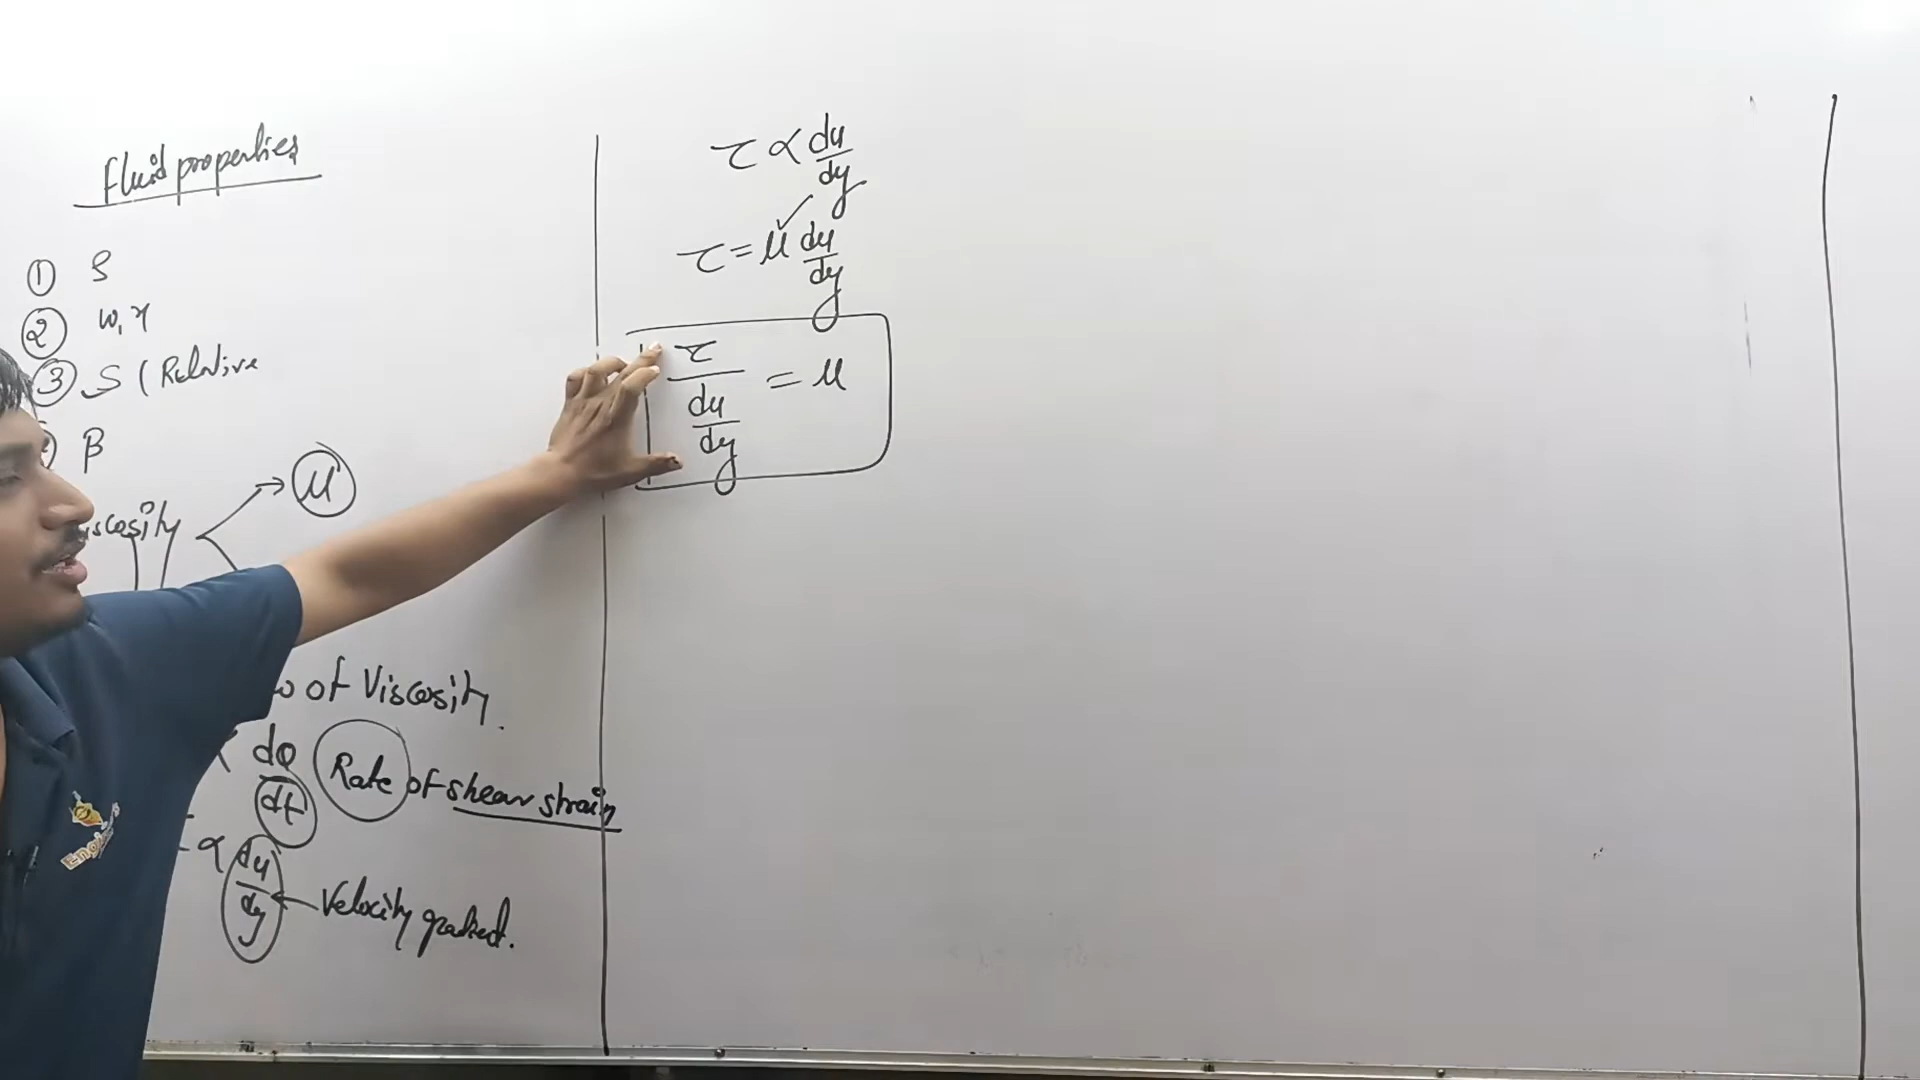 Fluid properties
① ρ
② w, γ
③ S (Relative
β
iscosity → μ
w of Viscosity.
∝ dθ/dt Rate of shear strain
τ ∝ du/dy ← Velocity gradient.
τ ∝ du/dy
τ = μ du/dy
τ / (du/dy) = μ